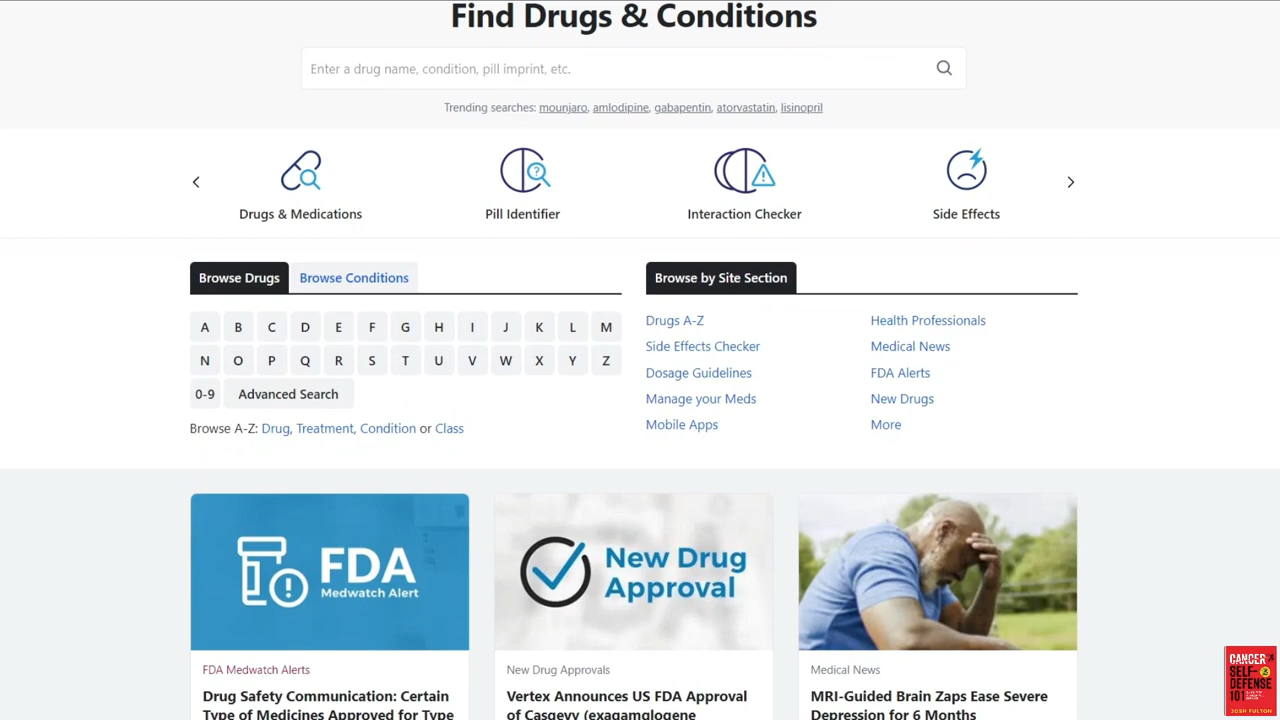 Find Drugs & Conditions
Enter a drug name, condition, pill imprint, etc.
Trending searches: mounjaro, amlodipine, gabapentin, atorvastatin, lisinopril
Drugs & Medications
Pill Identifier
Interaction Checker
Side Effects
Browse Drugs
Browse Conditions
A B C D E F G H I J K L M
N O P Q R S T U V W X Y Z
0-9 Advanced Search
Browse A-Z: Drug, Treatment, Condition or Class
Browse by Site Section
Drugs A-Z
Side Effects Checker
Dosage Guidelines
Manage your Meds
Mobile Apps
Health Professionals
Medical News
FDA Alerts
New Drugs
More
FDA
Medwatch Alert
FDA Medwatch Alerts
Drug Safety Communication: Certain
Type of Medicines Approved for Type
New Drug
Approval
New Drug Approvals
Vertex Announces US FDA Approval
of Casgevy (exagamglogene
Medical News
MRI-Guided Brain Zaps Ease Severe
Depression for 6 Months
CANCER
SELF-
DEFENSE
101
JOSH FULTON